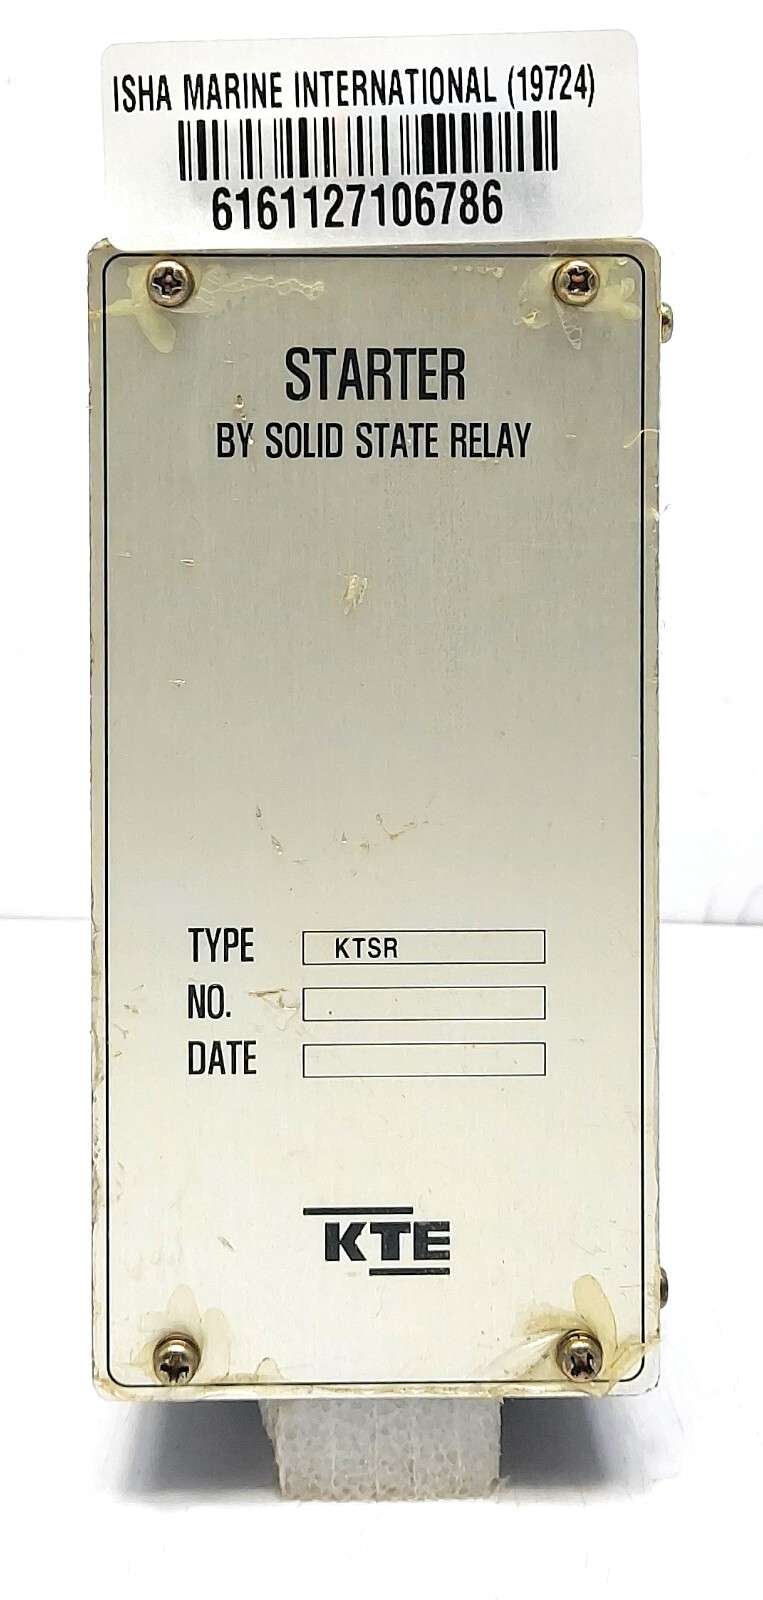 ISHA MARINE INTERNATIONAL (19724)
6161127106786
STARTER
BY SOLID STATE RELAY
TYPE KTSR
NO.
DATE
KTE